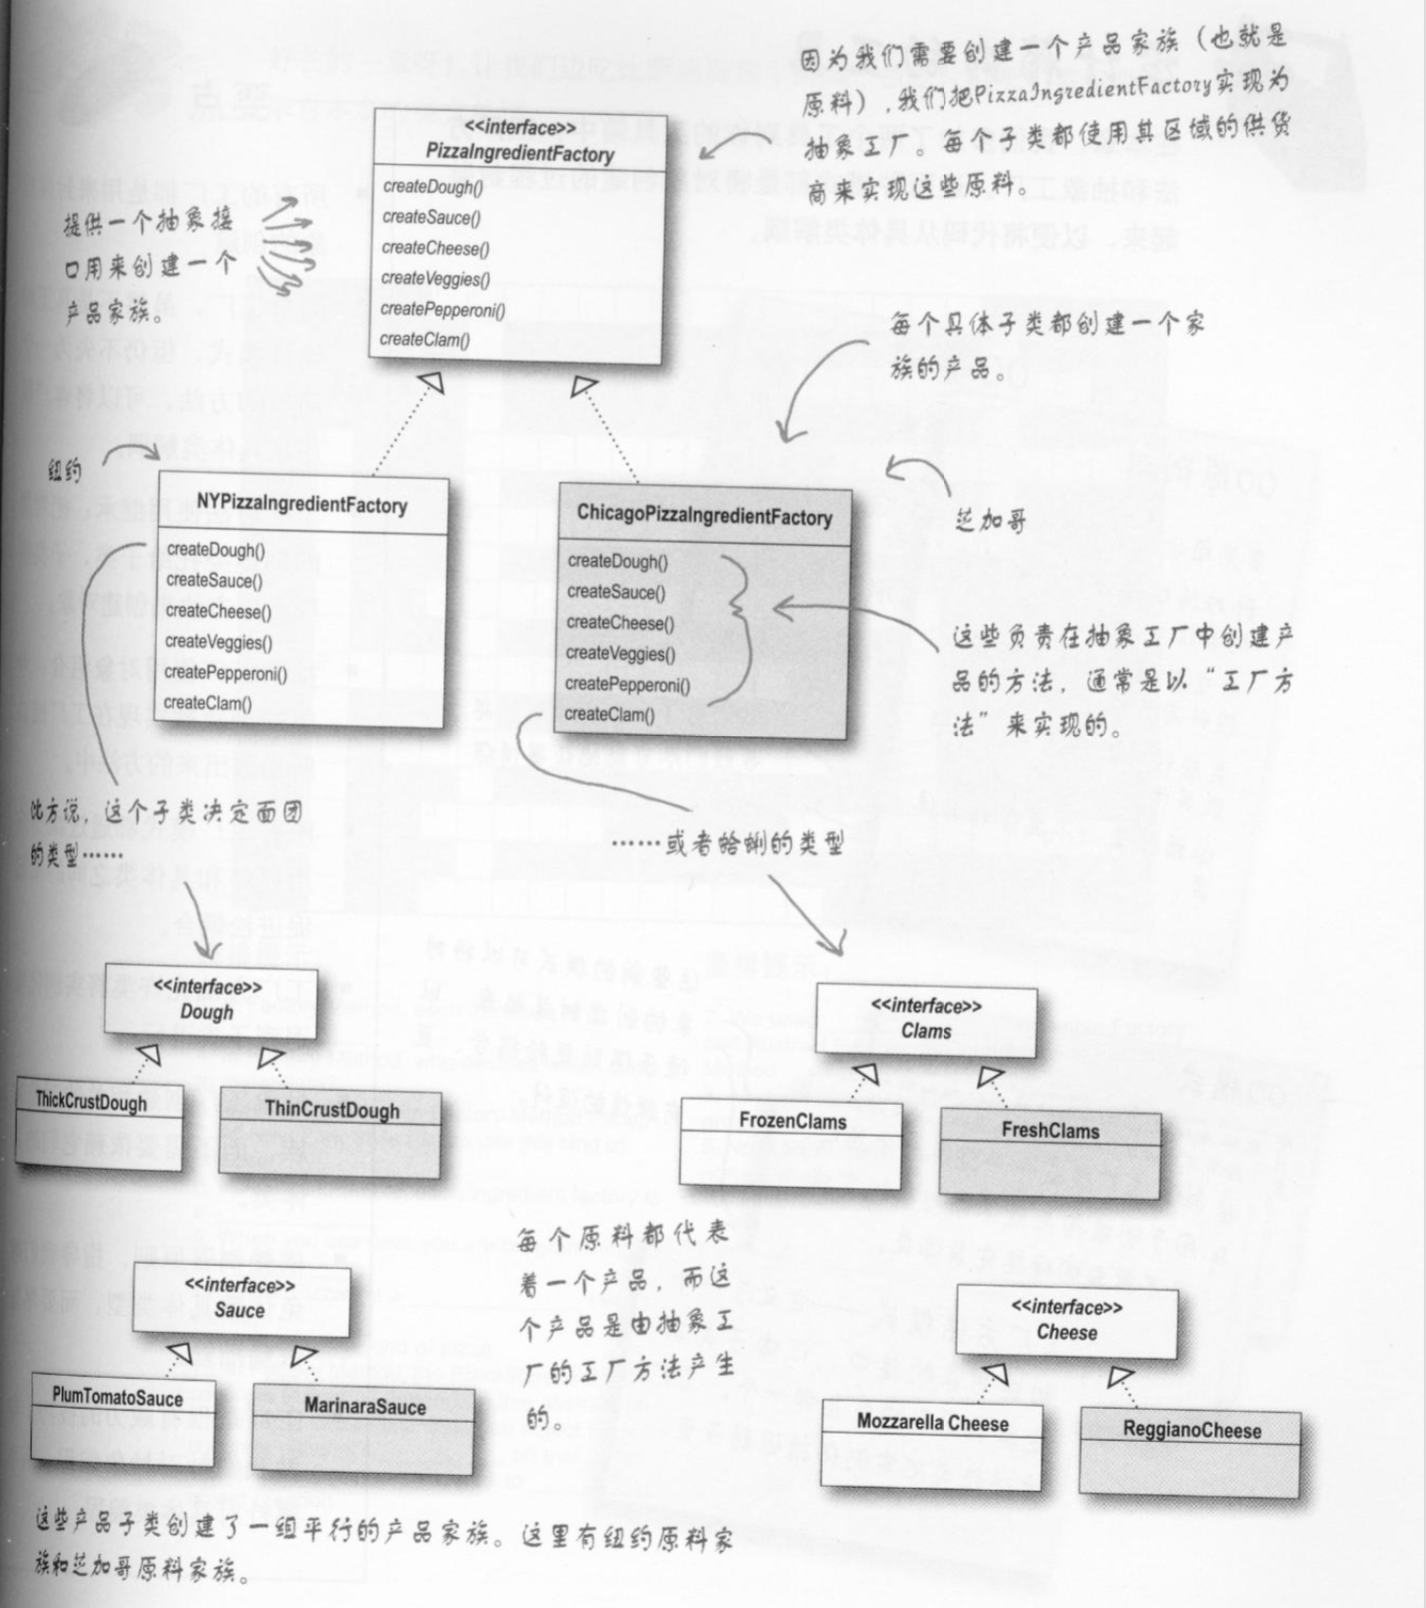 因为我们需要创建一个产品家族（也就是
原料），我们把PizzaIngredientFactory实现为
抽象工厂。每个子类都使用其区域的供货
商来实现这些原料。
<<interface>>
PizzaIngredientFactory
createDough()
createSauce()
createCheese()
createVeggies()
createPepperoni()
createClam()
提供一个抽象接
口用来创建一个
产品家族。
每个具体子类都创建一个家
族的产品。
纽约
NYPizzaIngredientFactory
createDough()
createSauce()
createCheese()
createVeggies()
createPepperoni()
createClam()
ChicagoPizzaIngredientFactory
createDough()
createSauce()
createCheese()
createVeggies()
createPepperoni()
createClam()
芝加哥
这些负责在抽象工厂中创建产
品的方法，通常是以“工厂方
法”来实现的。
比方说，这个子类决定面团
的类型……
……或者蛤蜊的类型
<<interface>>
Dough
ThickCrustDough
ThinCrustDough
<<interface>>
Clams
FrozenClams
FreshClams
每个原料都代表
着一个产品，而这
个产品是由抽象工
厂的工厂方法产生
的。
<<interface>>
Sauce
PlumTomatoSauce
MarinaraSauce
<<interface>>
Cheese
Mozzarella Cheese
ReggianoCheese
这些产品子类创建了一组平行的产品家族。这里有纽约原料家
族和芝加哥原料家族。